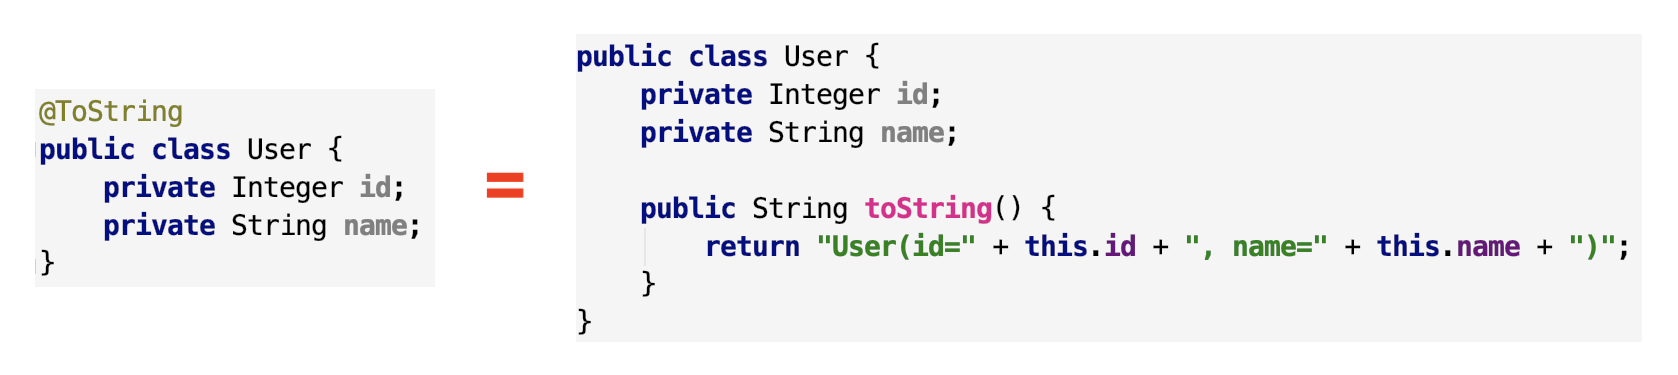 @ToString
public class User {
    private Integer id;
    private String name;
}
=
public class User {
    private Integer id;
    private String name;

    public String toString() {
        return "User(id=" + this.id + ", name=" + this.name + ")";
    }
}